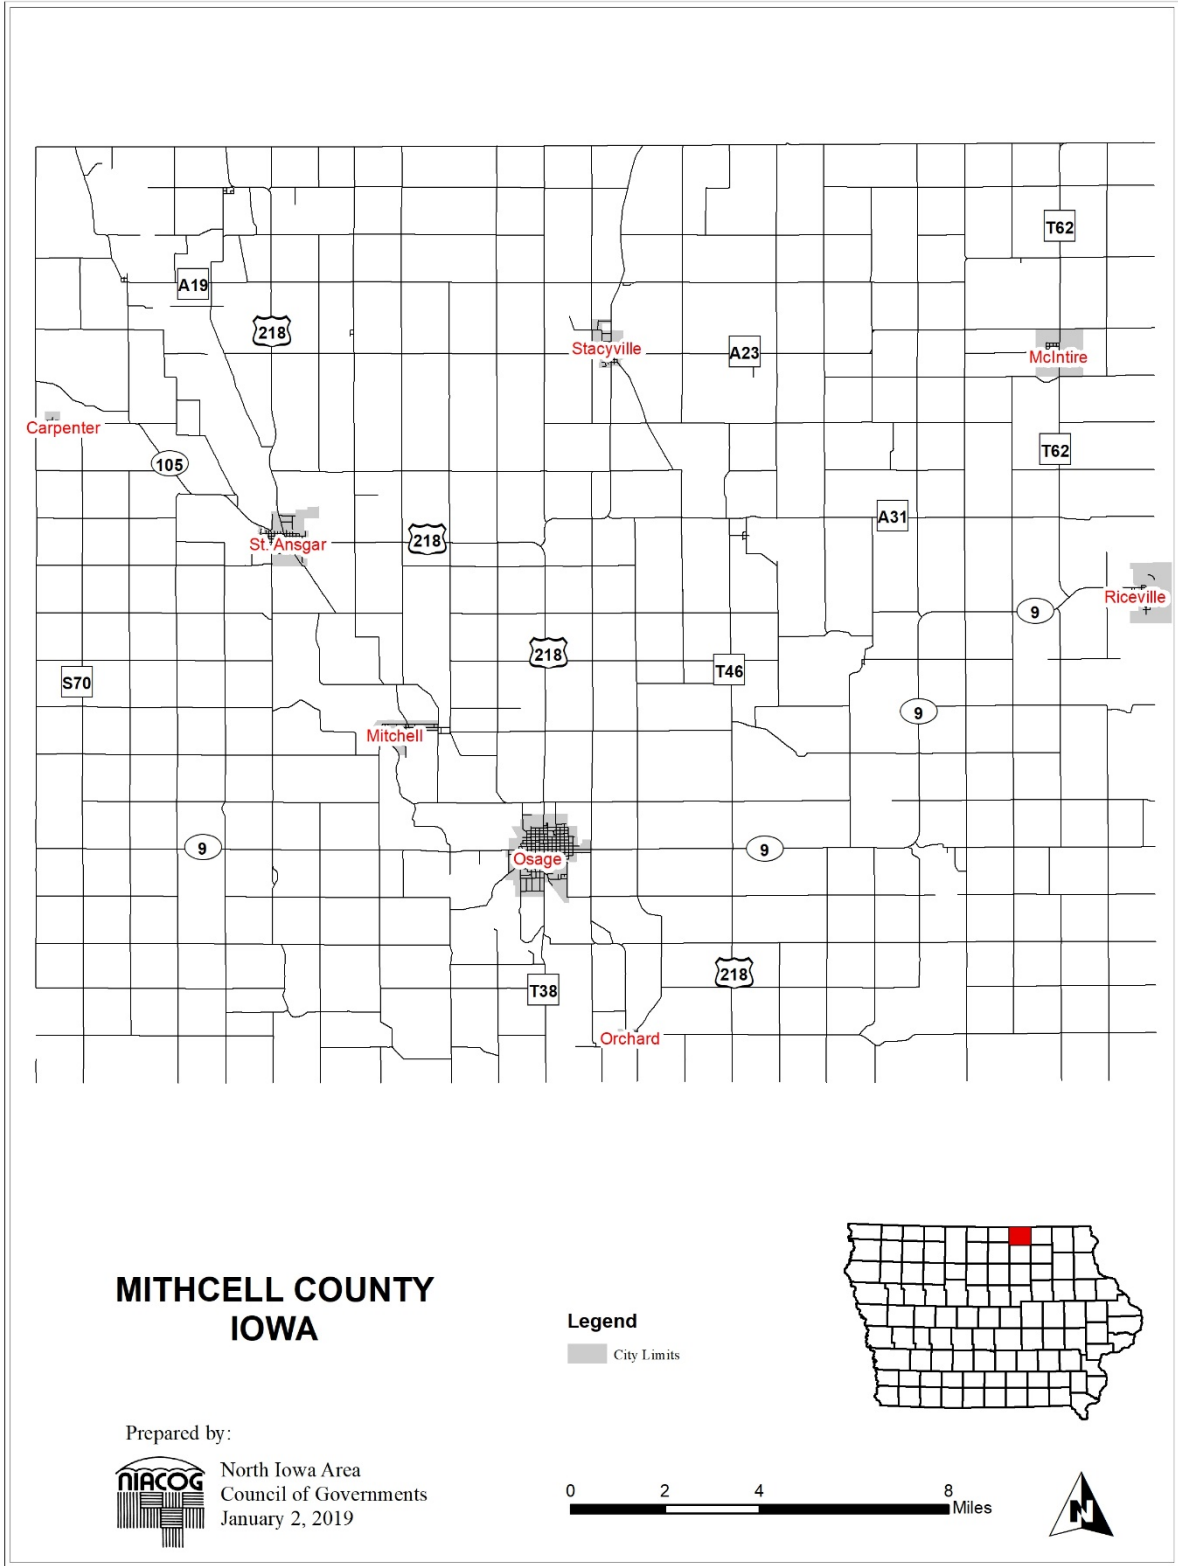 T62
A19
218
Stacyville
A23
McIntire
Carpenter
T62
105
A31
218
St. Ansgar
Riceville
9
218
T46
S70
9
Mitchell
9
9
Osage
218
T38
Orchard
MITHCELL COUNTY
IOWA
Legend
City Limits
Prepared by:
NIACOG
North Iowa Area
Council of Governments
January 2, 2019
0 2 4 8
Miles
N